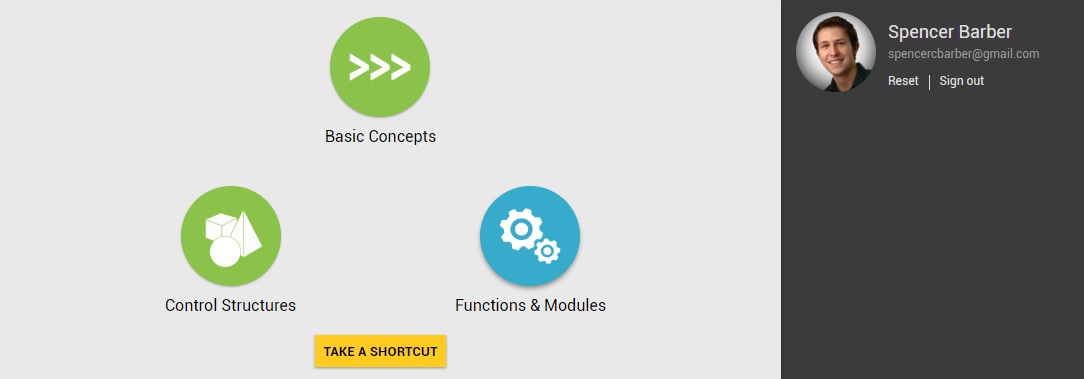 >>>
Basic Concepts
Control Structures
Functions & Modules
TAKE A SHORTCUT
Spencer Barber
spencercbarber@gmail.com
Reset | Sign out